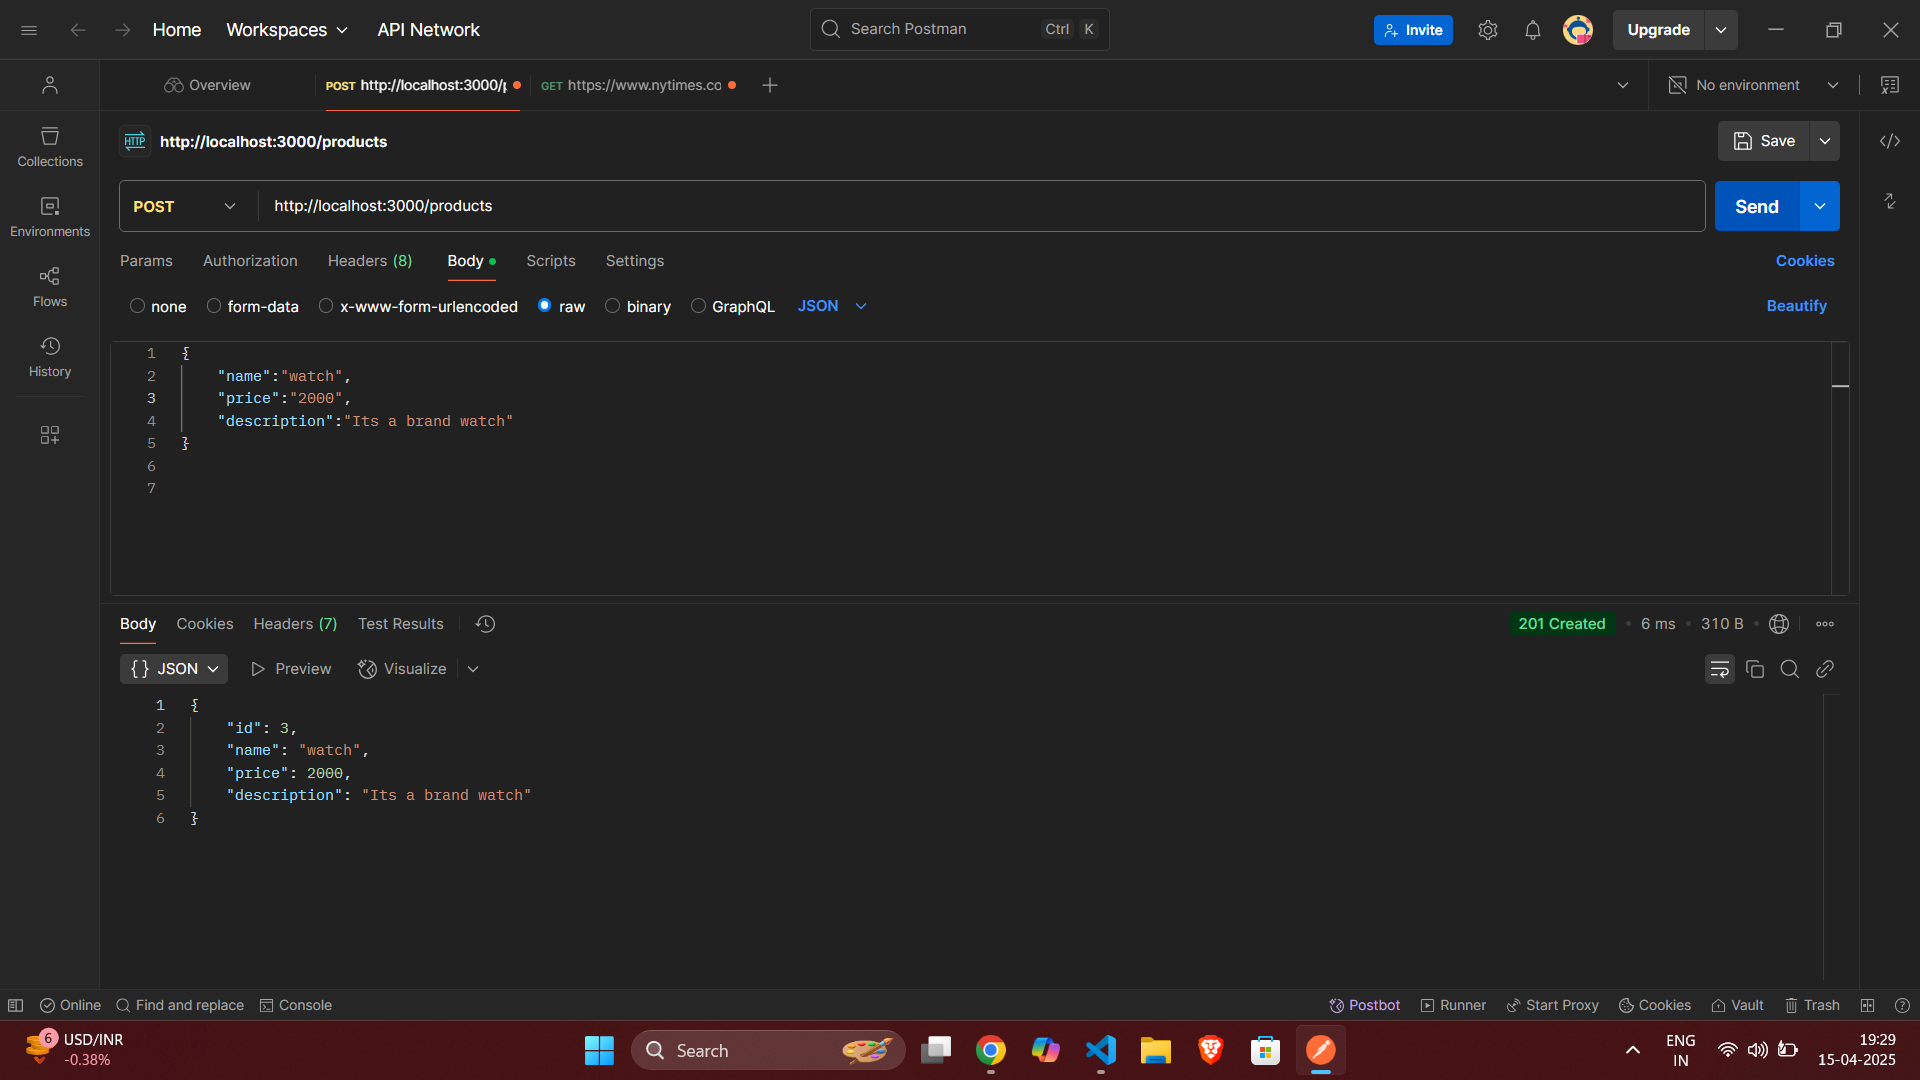 Home Workspaces API Network Search Postman Ctrl K Invite Upgrade
Overview POST http://localhost:3000/p GET https://www.nytimes.co No environment
HTTP http://localhost:3000/products Save
POST http://localhost:3000/products Send
Params Authorization Headers (8) Body Scripts Settings Cookies
none form-data x-www-form-urlencoded raw binary GraphQL JSON Beautify
Collections
Environments
Flows
History
1 {
2 "name":"watch",
3 "price":"2000",
4 "description":"Its a brand watch"
5 }
6
7
Body Cookies Headers (7) Test Results 201 Created 6 ms 310 B
{} JSON Preview Visualize
1 {
2 "id": 3,
3 "name": "watch",
4 "price": 2000,
5 "description": "Its a brand watch"
6 }
Online Find and replace Console Postbot Runner Start Proxy Cookies Vault Trash
6 USD/INR
-0.38%
Search
ENG
IN
19:29
15-04-2025